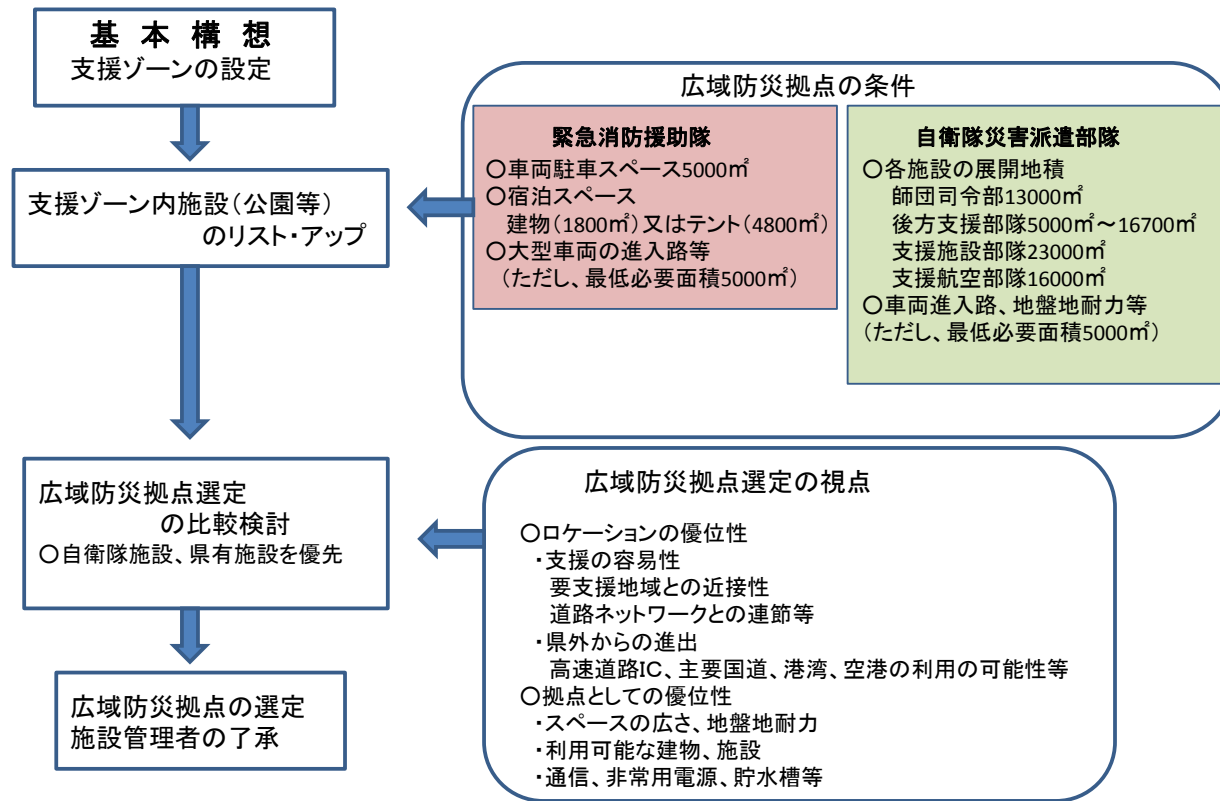 基本構想
支援ゾーンの設定
支援ゾーン内施設(公園等)
のリスト・アップ
広域防災拠点の条件
緊急消防援助隊
○車両駐車スペース5000㎡
○宿泊スペース
建物(1800㎡)又はテント(4800㎡)
○大型車両の進入路等
(ただし、最低必要面積5000㎡)
自衛隊災害派遣部隊
○各施設の展開地積
師団司令部13000㎡
後方支援部隊5000㎡~16700㎡
支援施設部隊23000㎡
支援航空部隊16000㎡
○車両進入路、地盤地耐力等
(ただし、最低必要面積5000㎡)
広域防災拠点選定
の比較検討
○自衛隊施設、県有施設を優先
広域防災拠点選定の視点
○ロケーションの優位性
・支援の容易性
要支援地域との近接性
道路ネットワークとの連節等
・県外からの進出
高速道路IC、主要国道、港湾、空港の利用の可能性等
○拠点としての優位性
・スペースの広さ、地盤地耐力
・利用可能な建物、施設
・通信、非常用電源、貯水槽等
広域防災拠点の選定
施設管理者の了承